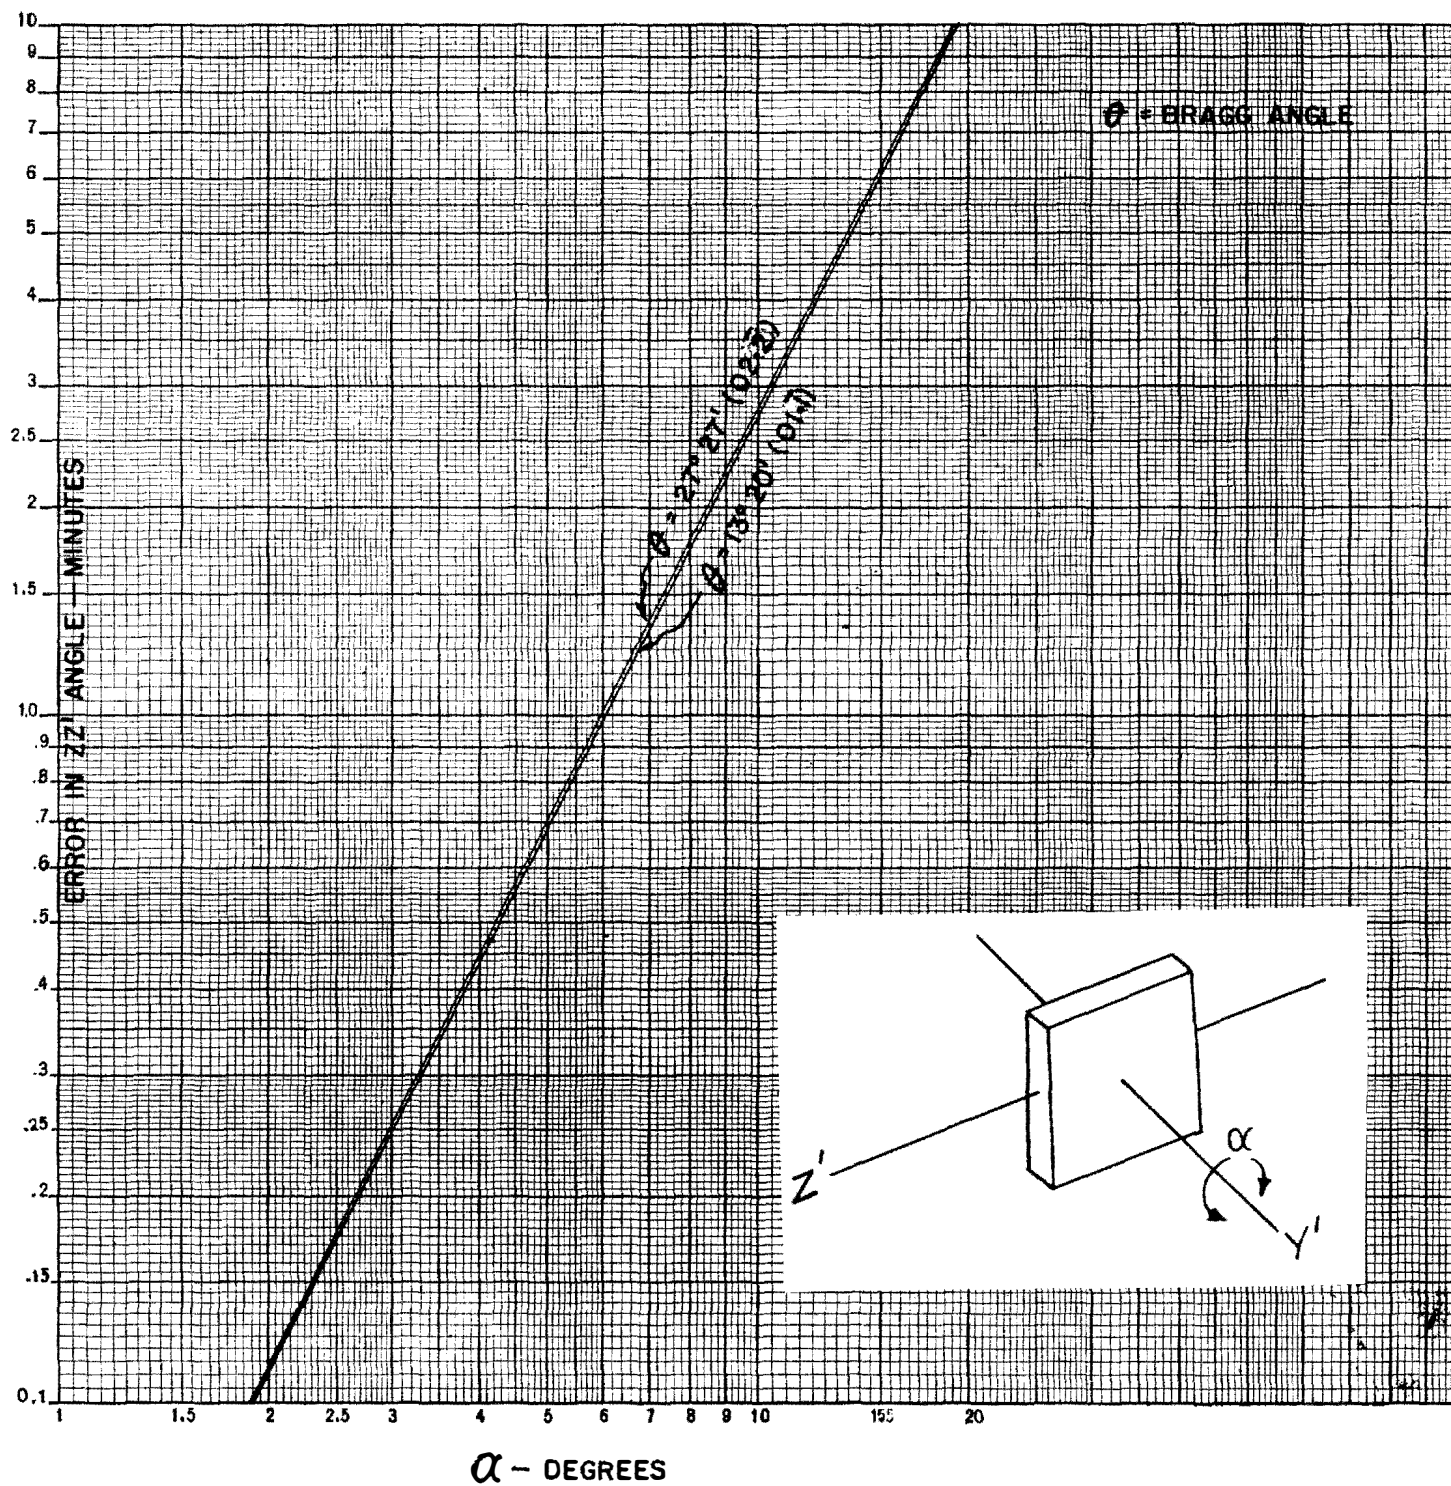 10
9
8
7
6
5
4
3
2.5
2
1.5
1.0
.9
.8
.7
.6
.5
.4
.3
.25
.2
.15
0.1
ERROR IN ZZ' ANGLE — MINUTES
θ = BRAGG ANGLE
θ = 27° 27' (02.2̄)
θ = 13° 20' (01.1̄)
Z'
α
Y'
1 1.5 2 2.5 3 4 5 6 7 8 9 10 155 20
α – DEGREES